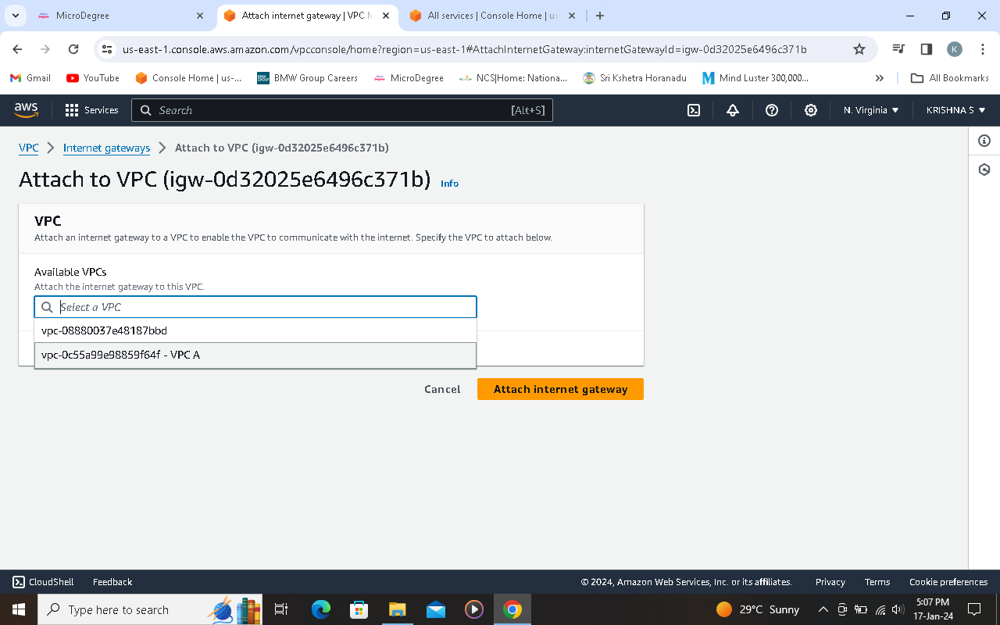 MicroDegree
Attach internet gateway | VPC M
All services | Console Home | us
us-east-1.console.aws.amazon.com/vpcconsole/home?region=us-east-1#AttachInternetGateway:internetGatewayId=igw-0d32025e6496c371b
K
Gmail
YouTube
Console Home | us-...
BMW Group Careers
MicroDegree
NCS|Home: Nationa...
Sri Kshetra Horanadu
Mind Luster 300,000...
All Bookmarks
aws
Services
Search
[Alt+S]
N. Virginia
KRISHNA S
VPC
Internet gateways
Attach to VPC (igw-0d32025e6496c371b)
Attach to VPC (igw-0d32025e6496c371b)
Info
VPC
Attach an internet gateway to a VPC to enable the VPC to communicate with the internet. Specify the VPC to attach below.
Available VPCs
Attach the internet gateway to this VPC.
Select a VPC
vpc-08880037e48187bbd
vpc-0c55a99e98859f64f - VPC A
Cancel
Attach internet gateway
CloudShell
Feedback
© 2024, Amazon Web Services, Inc. or its affiliates.
Privacy
Terms
Cookie preferences
Type here to search
29°C Sunny
5:07 PM
17-Jan-24